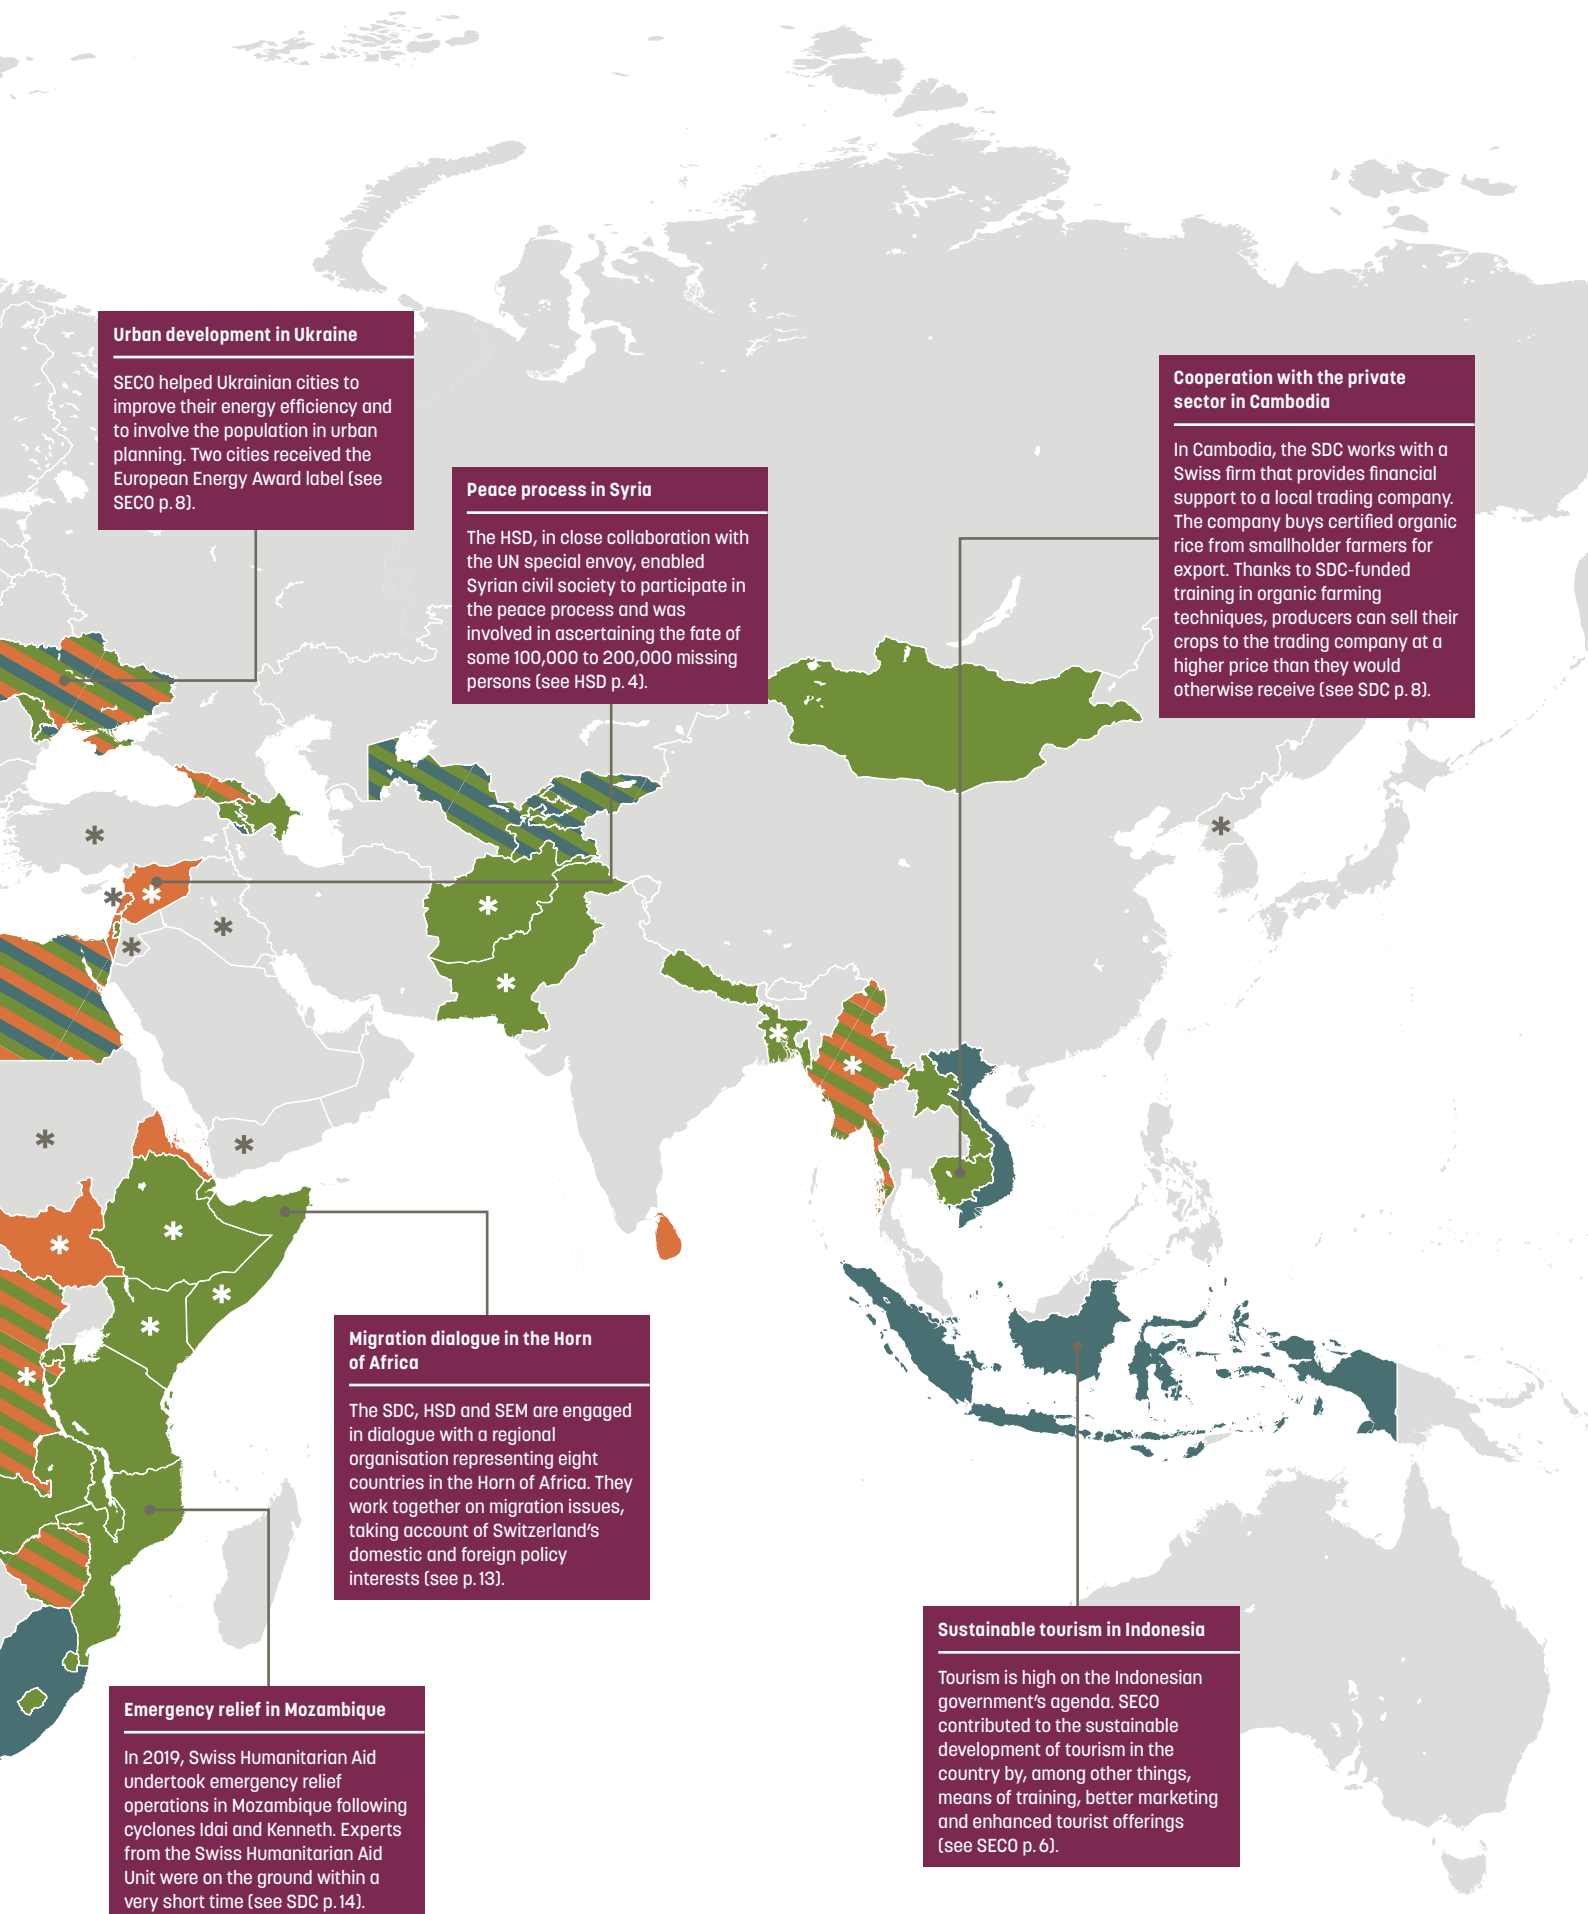 Urban development in Ukraine
SECO helped Ukrainian cities to
improve their energy efficiency and
to involve the population in urban
planning. Two cities received the
European Energy Award label (see
SECO p. 8).
Peace process in Syria
The HSD, in close collaboration with
the UN special envoy, enabled
Syrian civil society to participate in
the peace process and was
involved in ascertaining the fate of
some 100,000 to 200,000 missing
persons (see HSD p. 4).
Cooperation with the private
sector in Cambodia
In Cambodia, the SDC works with a
Swiss firm that provides financial
support to a local trading company.
The company buys certified organic
rice from smallholder farmers for
export. Thanks to SDC-funded
training in organic farming
techniques, producers can sell their
crops to the trading company at a
higher price than they would
otherwise receive (see SDC p. 8).
Migration dialogue in the Horn
of Africa
The SDC, HSD and SEM are engaged
in dialogue with a regional
organisation representing eight
countries in the Horn of Africa. They
work together on migration issues,
taking account of Switzerland's
domestic and foreign policy
interests (see p. 13).
Emergency relief in Mozambique
In 2019, Swiss Humanitarian Aid
undertook emergency relief
operations in Mozambique following
cyclones Idai and Kenneth. Experts
from the Swiss Humanitarian Aid
Unit were on the ground within a
very short time (see SDC p. 14).
Sustainable tourism in Indonesia
Tourism is high on the Indonesian
government's agenda. SECO
contributed to the sustainable
development of tourism in the
country by, among other things,
means of training, better marketing
and enhanced tourist offerings
(see SECO p. 6).